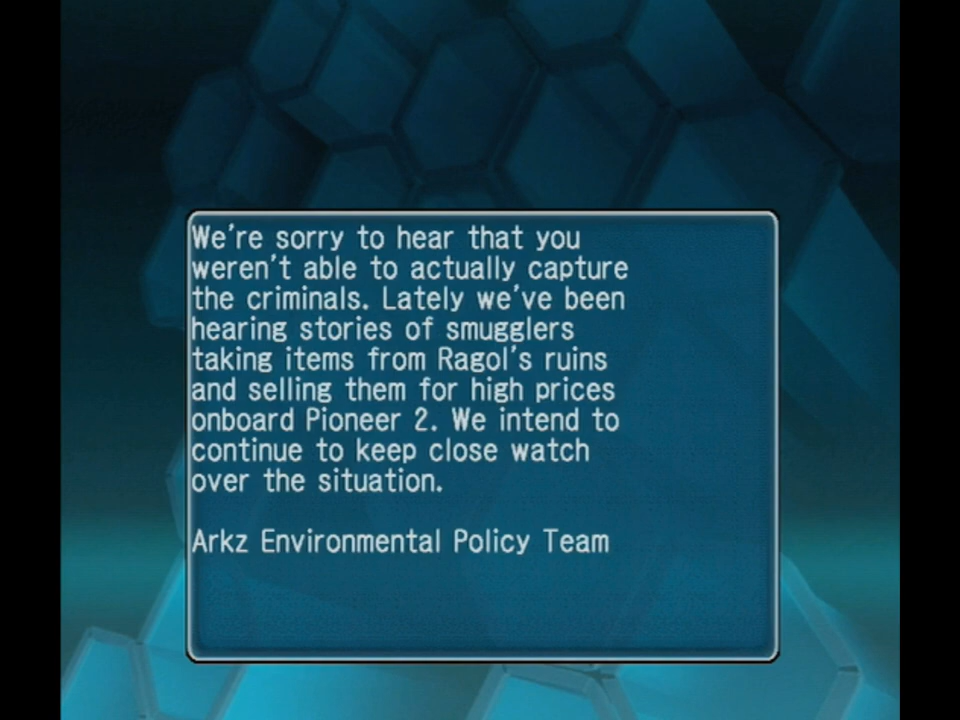 We're sorry to hear that you
weren't able to actually capture
the criminals. Lately we've been
hearing stories of smugglers
taking items from Ragol's ruins
and selling them for high prices
onboard Pioneer 2. We intend to
continue to keep close watch
over the situation.
Arkz Environmental Policy Team